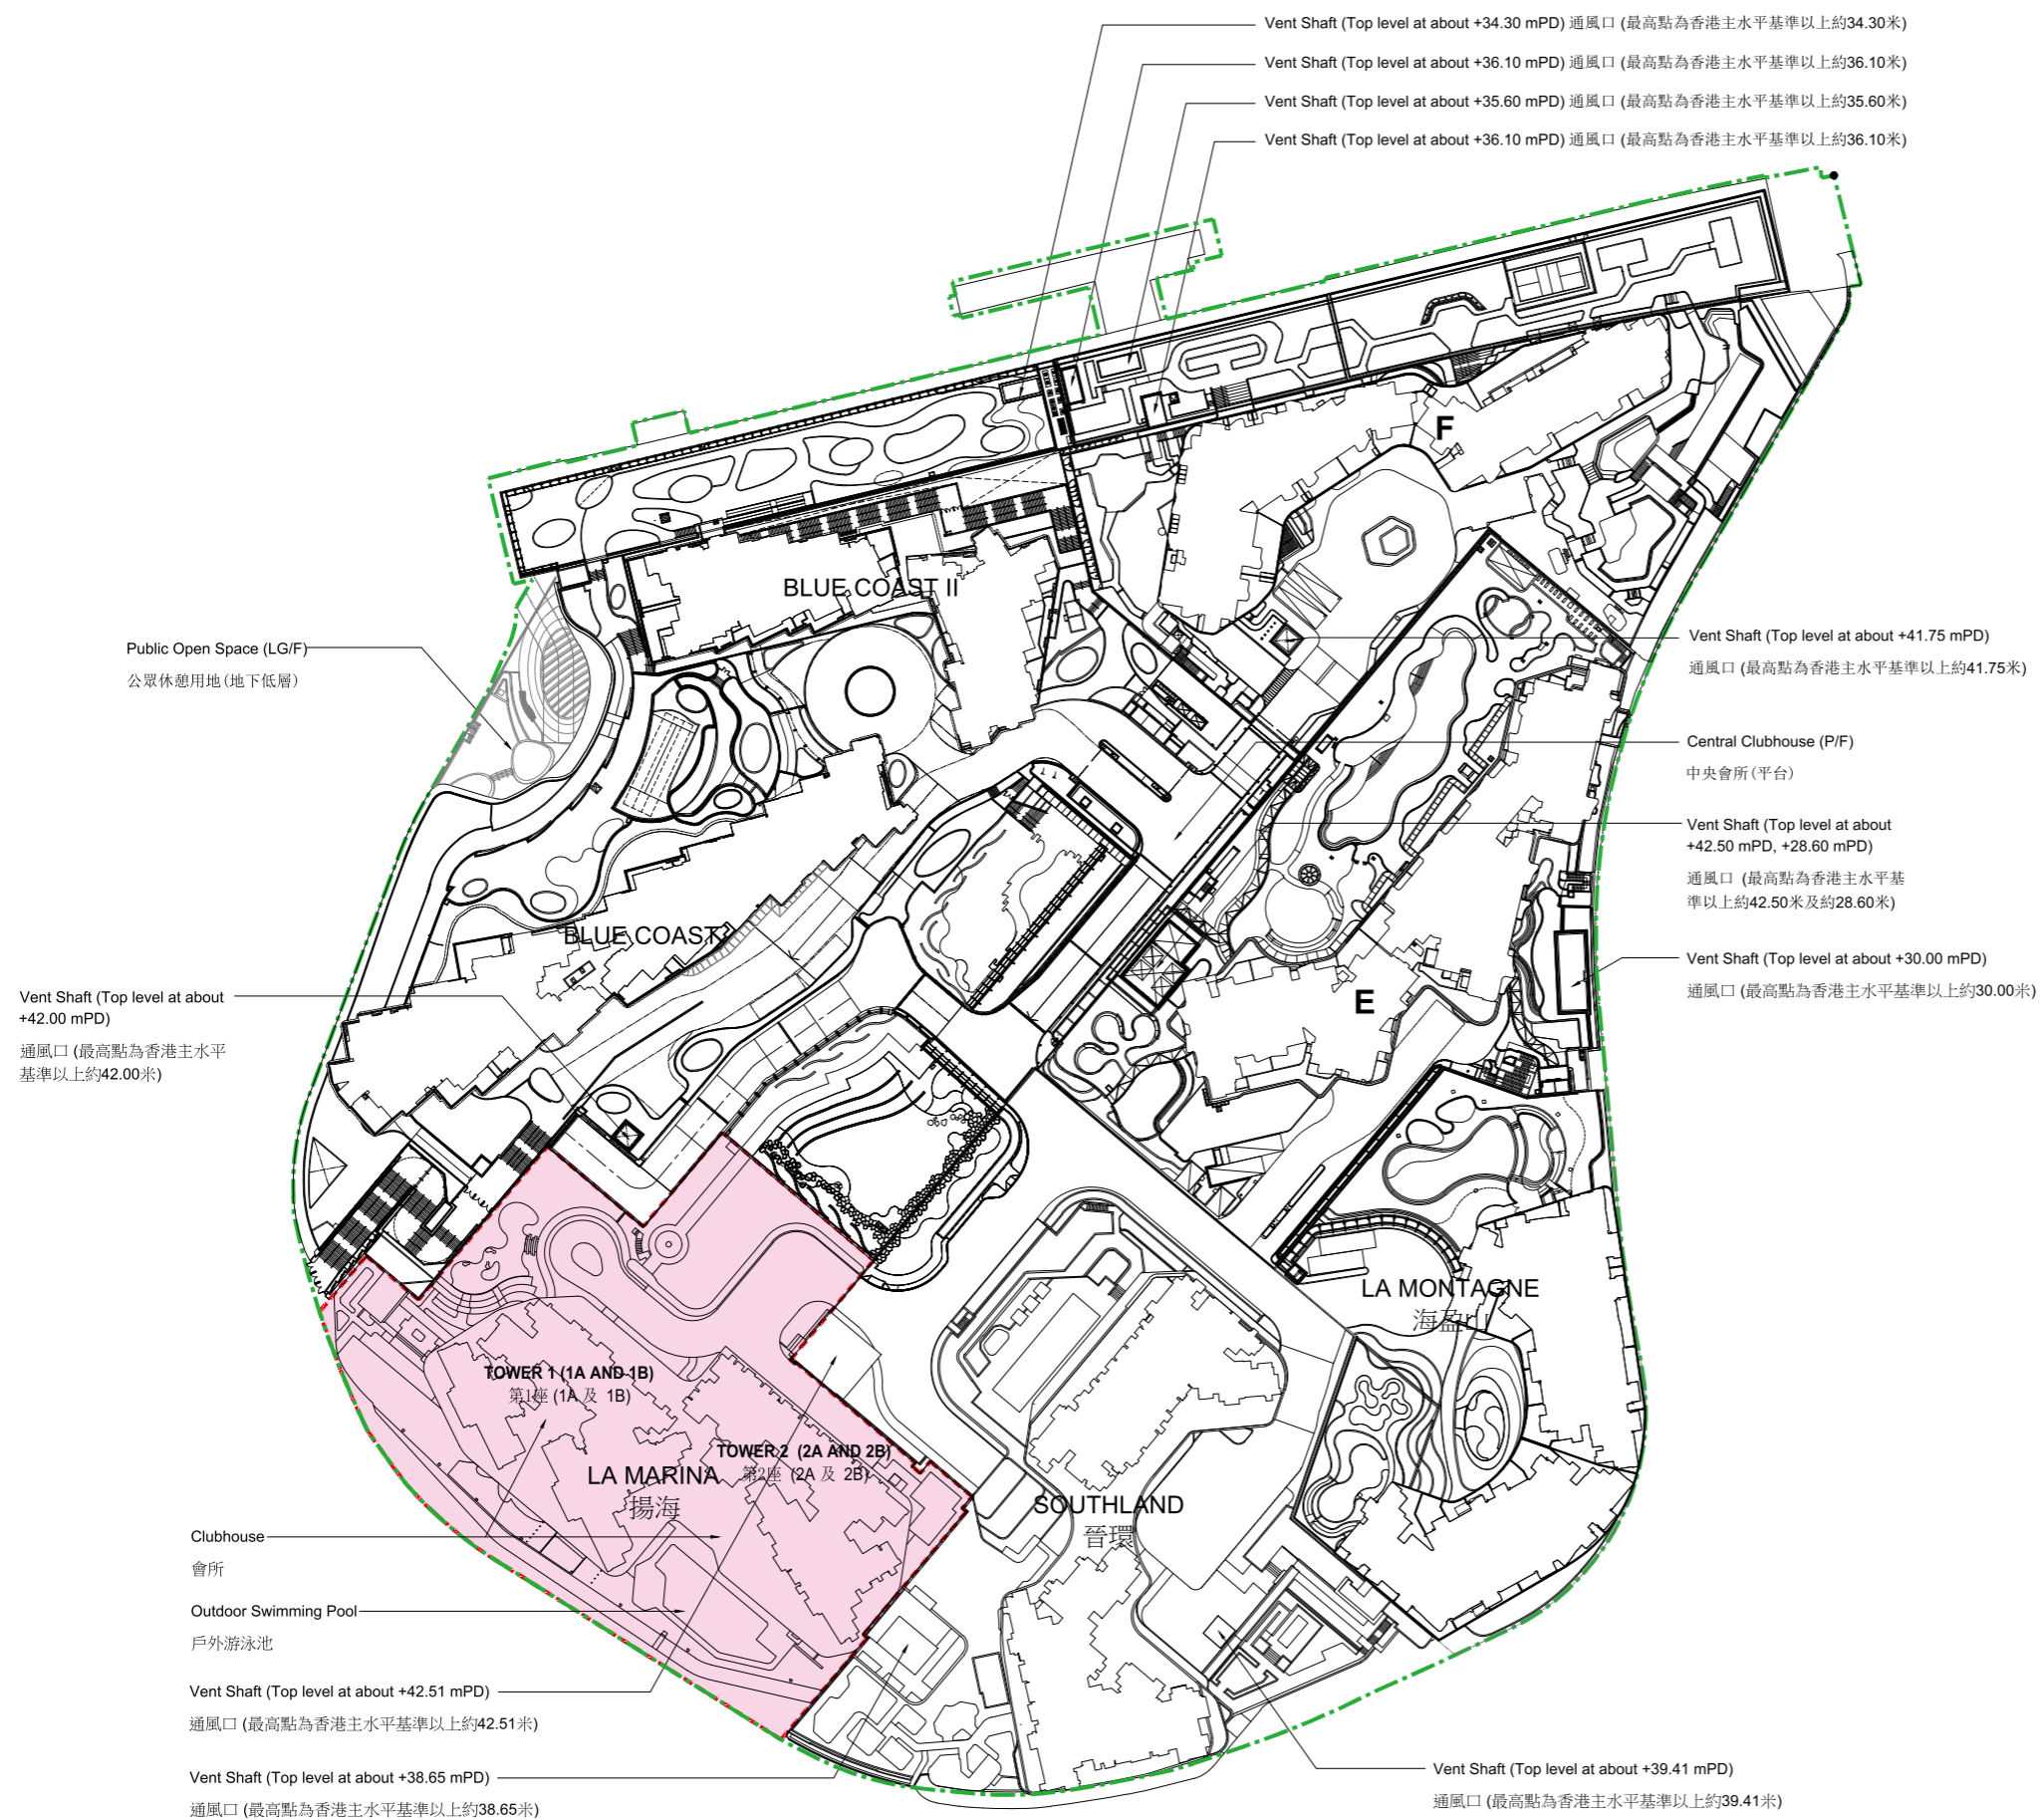 Vent Shaft (Top level at about +34.30 mPD) 通風口 (最高點為香港主水平基準以上約34.30米)
Vent Shaft (Top level at about +36.10 mPD) 通風口 (最高點為香港主水平基準以上約36.10米)
Vent Shaft (Top level at about +35.60 mPD) 通風口 (最高點為香港主水平基準以上約35.60米)
Vent Shaft (Top level at about +36.10 mPD) 通風口 (最高點為香港主水平基準以上約36.10米)
F
BLUE COAST II
Public Open Space (LG/F)
公眾休憩用地(地下低層)
Vent Shaft (Top level at about +41.75 mPD)
通風口 (最高點為香港主水平基準以上約41.75米)
Central Clubhouse (P/F)
中央會所(平台)
Vent Shaft (Top level at about
+42.50 mPD, +28.60 mPD)
通風口 (最高點為香港主水平基
準以上約42.50米及約28.60米)
BLUE COAST
Vent Shaft (Top level at about +30.00 mPD)
通風口 (最高點為香港主水平基準以上約30.00米)
E
Vent Shaft (Top level at about
+42.00 mPD)
通風口 (最高點為香港主水平
基準以上約42.00米)
LA MONTAGNE
海盈山
TOWER 1 (1A AND 1B)
第1座 (1A 及 1B)
TOWER 2 (2A AND 2B)
第2座 (2A 及 2B)
LA MARINA
揚海
SOUTHLAND
晉環
Clubhouse
會所
Outdoor Swimming Pool
戶外游泳池
Vent Shaft (Top level at about +42.51 mPD)
通風口 (最高點為香港主水平基準以上約42.51米)
Vent Shaft (Top level at about +38.65 mPD)
通風口 (最高點為香港主水平基準以上約38.65米)
Vent Shaft (Top level at about +39.41 mPD)
通風口 (最高點為香港主水平基準以上約39.41米)